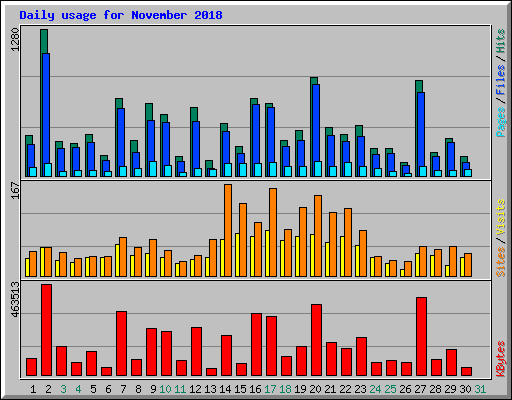 Daily usage for November 2018
1280
Pages / Files / Hits
167
Sites / Visits
463513
KBytes
1 2 3 4 5 6 7 8 9 10 11 12 13 14 15 16 17 18 19 20 21 22 23 24 25 26 27 28 29 30 31